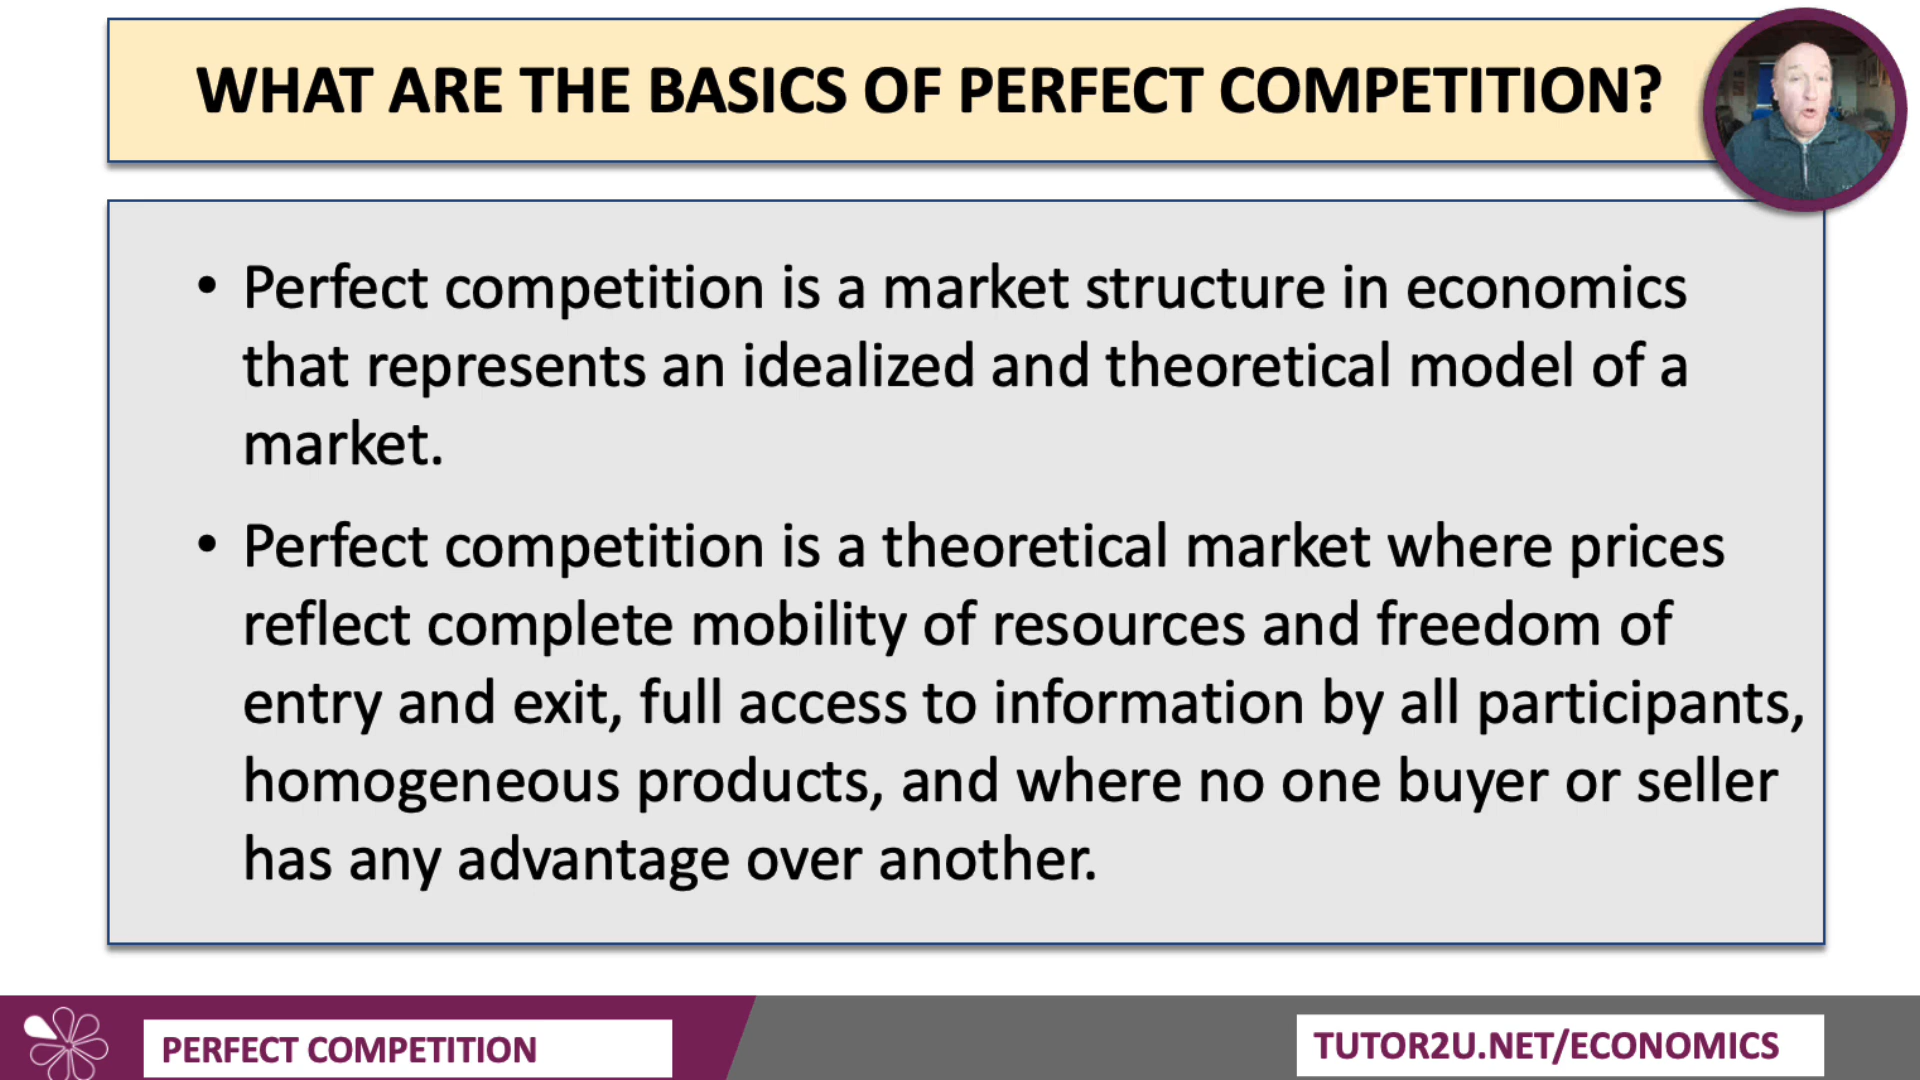 WHAT ARE THE BASICS OF PERFECT COMPETITION?
• Perfect competition is a market structure in economics
that represents an idealized and theoretical model of a
market.
• Perfect competition is a theoretical market where prices
reflect complete mobility of resources and freedom of
entry and exit, full access to information by all participants,
homogeneous products, and where no one buyer or seller
has any advantage over another.
PERFECT COMPETITION
TUTOR2U.NET/ECONOMICS